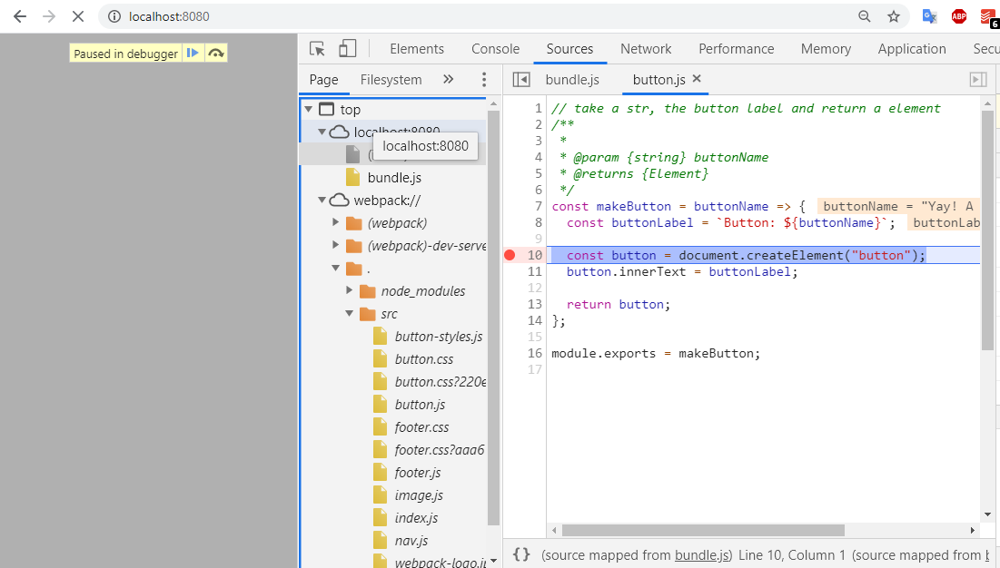 localhost:8080
ABP
6
Paused in debugger
Elements Console Sources Network Performance Memory Application Secu
Page Filesystem »
bundle.js button.js ×
top
localhost:8080
localhost:8080
(
bundle.js
webpack://
(webpack)
(webpack)-dev-serve
.
node_modules
src
button-styles.js
button.css
button.css?220e
button.js
footer.css
footer.css?aaa6
footer.js
image.js
index.js
nav.js
webpack-logo.jp
1 // take a str, the button label and return a element
2 /**
3 *
4 * @param {string} buttonName
5 * @returns {Element}
6 */
7 const makeButton = buttonName => { buttonName = "Yay! A
8 const buttonLabel = `Button: ${buttonName}`; buttonLab
9
10 const button = document.createElement("button");
11 button.innerText = buttonLabel;
12
13 return button;
14 };
15
16 module.exports = makeButton;
17
{} (source mapped from bundle.js) Line 10, Column 1 (source mapped from b